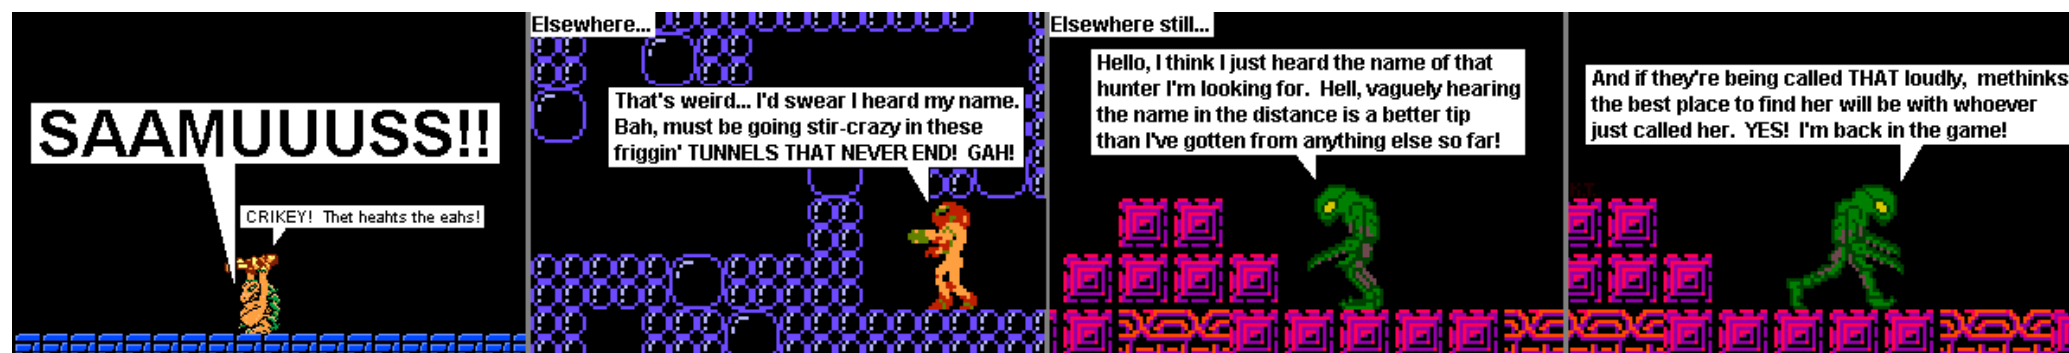 SAAMUUUSS!!
CRIKEY! Thet heahts the eahs!
Elsewhere...
That's weird... I'd swear I heard my name.
Bah, must be going stir-crazy in these
friggin' TUNNELS THAT NEVER END! GAH!
Elsewhere still...
Hello, I think I just heard the name of that
hunter I'm looking for. Hell, vaguely hearing
the name in the distance is a better tip
than I've gotten from anything else so far!
And if they're being called THAT loudly, methinks
the best place to find her will be with whoever
just called her. YES! I'm back in the game!